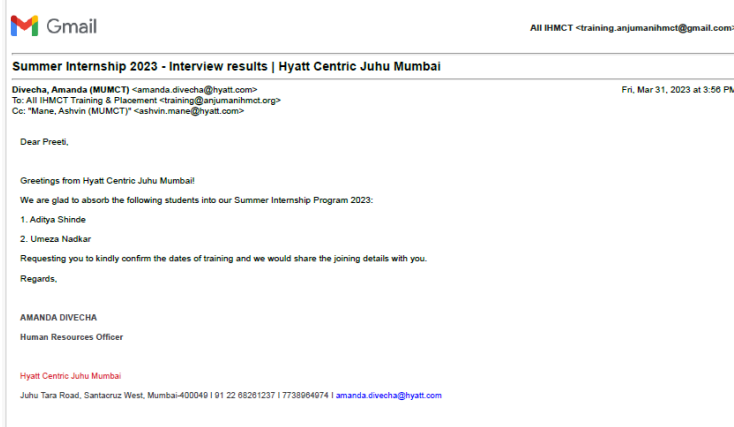 Gmail
AII IHMCT <training.anjumanihmct@gmail.com>
Summer Internship 2023 - Interview results | Hyatt Centric Juhu Mumbai
Divecha, Amanda (MUMCT) <amanda.divecha@hyatt.com>
Fri, Mar 31, 2023 at 3:56 PM
To: AII IHMCT Training & Placement <training@anjumanihmct.org>
Cc: "Mane, Ashvin (MUMCT)" <ashvin.mane@hyatt.com>
Dear Preeti,
Greetings from Hyatt Centric Juhu Mumbai!
We are glad to absorb the following students into our Summer Internship Program 2023:
1. Aditya Shinde
2. Umeza Nadkar
Requesting you to kindly confirm the dates of training and we would share the joining details with you.
Regards,
AMANDA DIVECHA
Human Resources Officer
Hyatt Centric Juhu Mumbai
Juhu Tara Road, Santacruz West, Mumbai-400049 I 91 22 68261237 I 7738964974 I amanda.divecha@hyatt.com